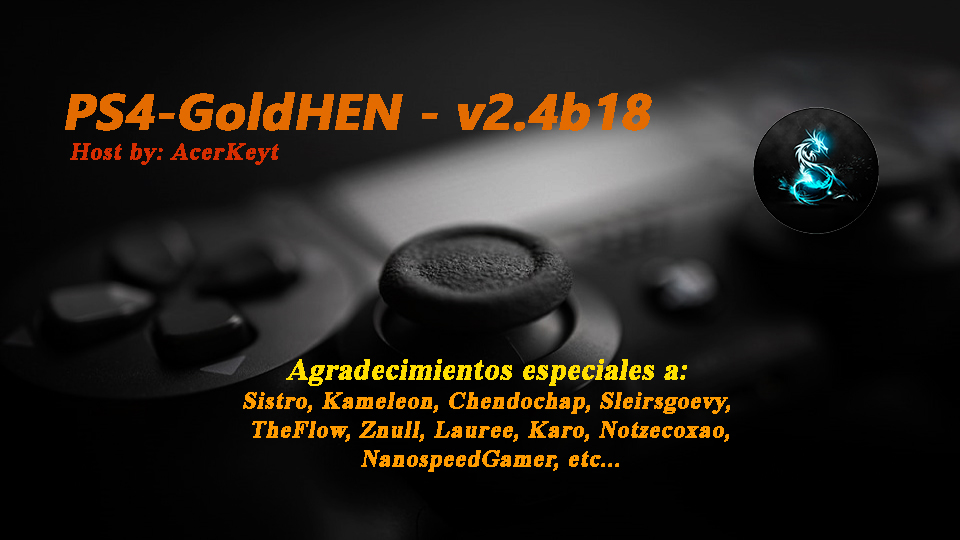 PS4-GoldHEN - v2.4b18
Host by: AcerKeyt
Agradecimientos especiales a:
Sistro, Kameleon, Chendochap, Sleirsgoevy,
TheFlow, Znull, Lauree, Karo, Notzecoxao,
NanospeedGamer, etc...